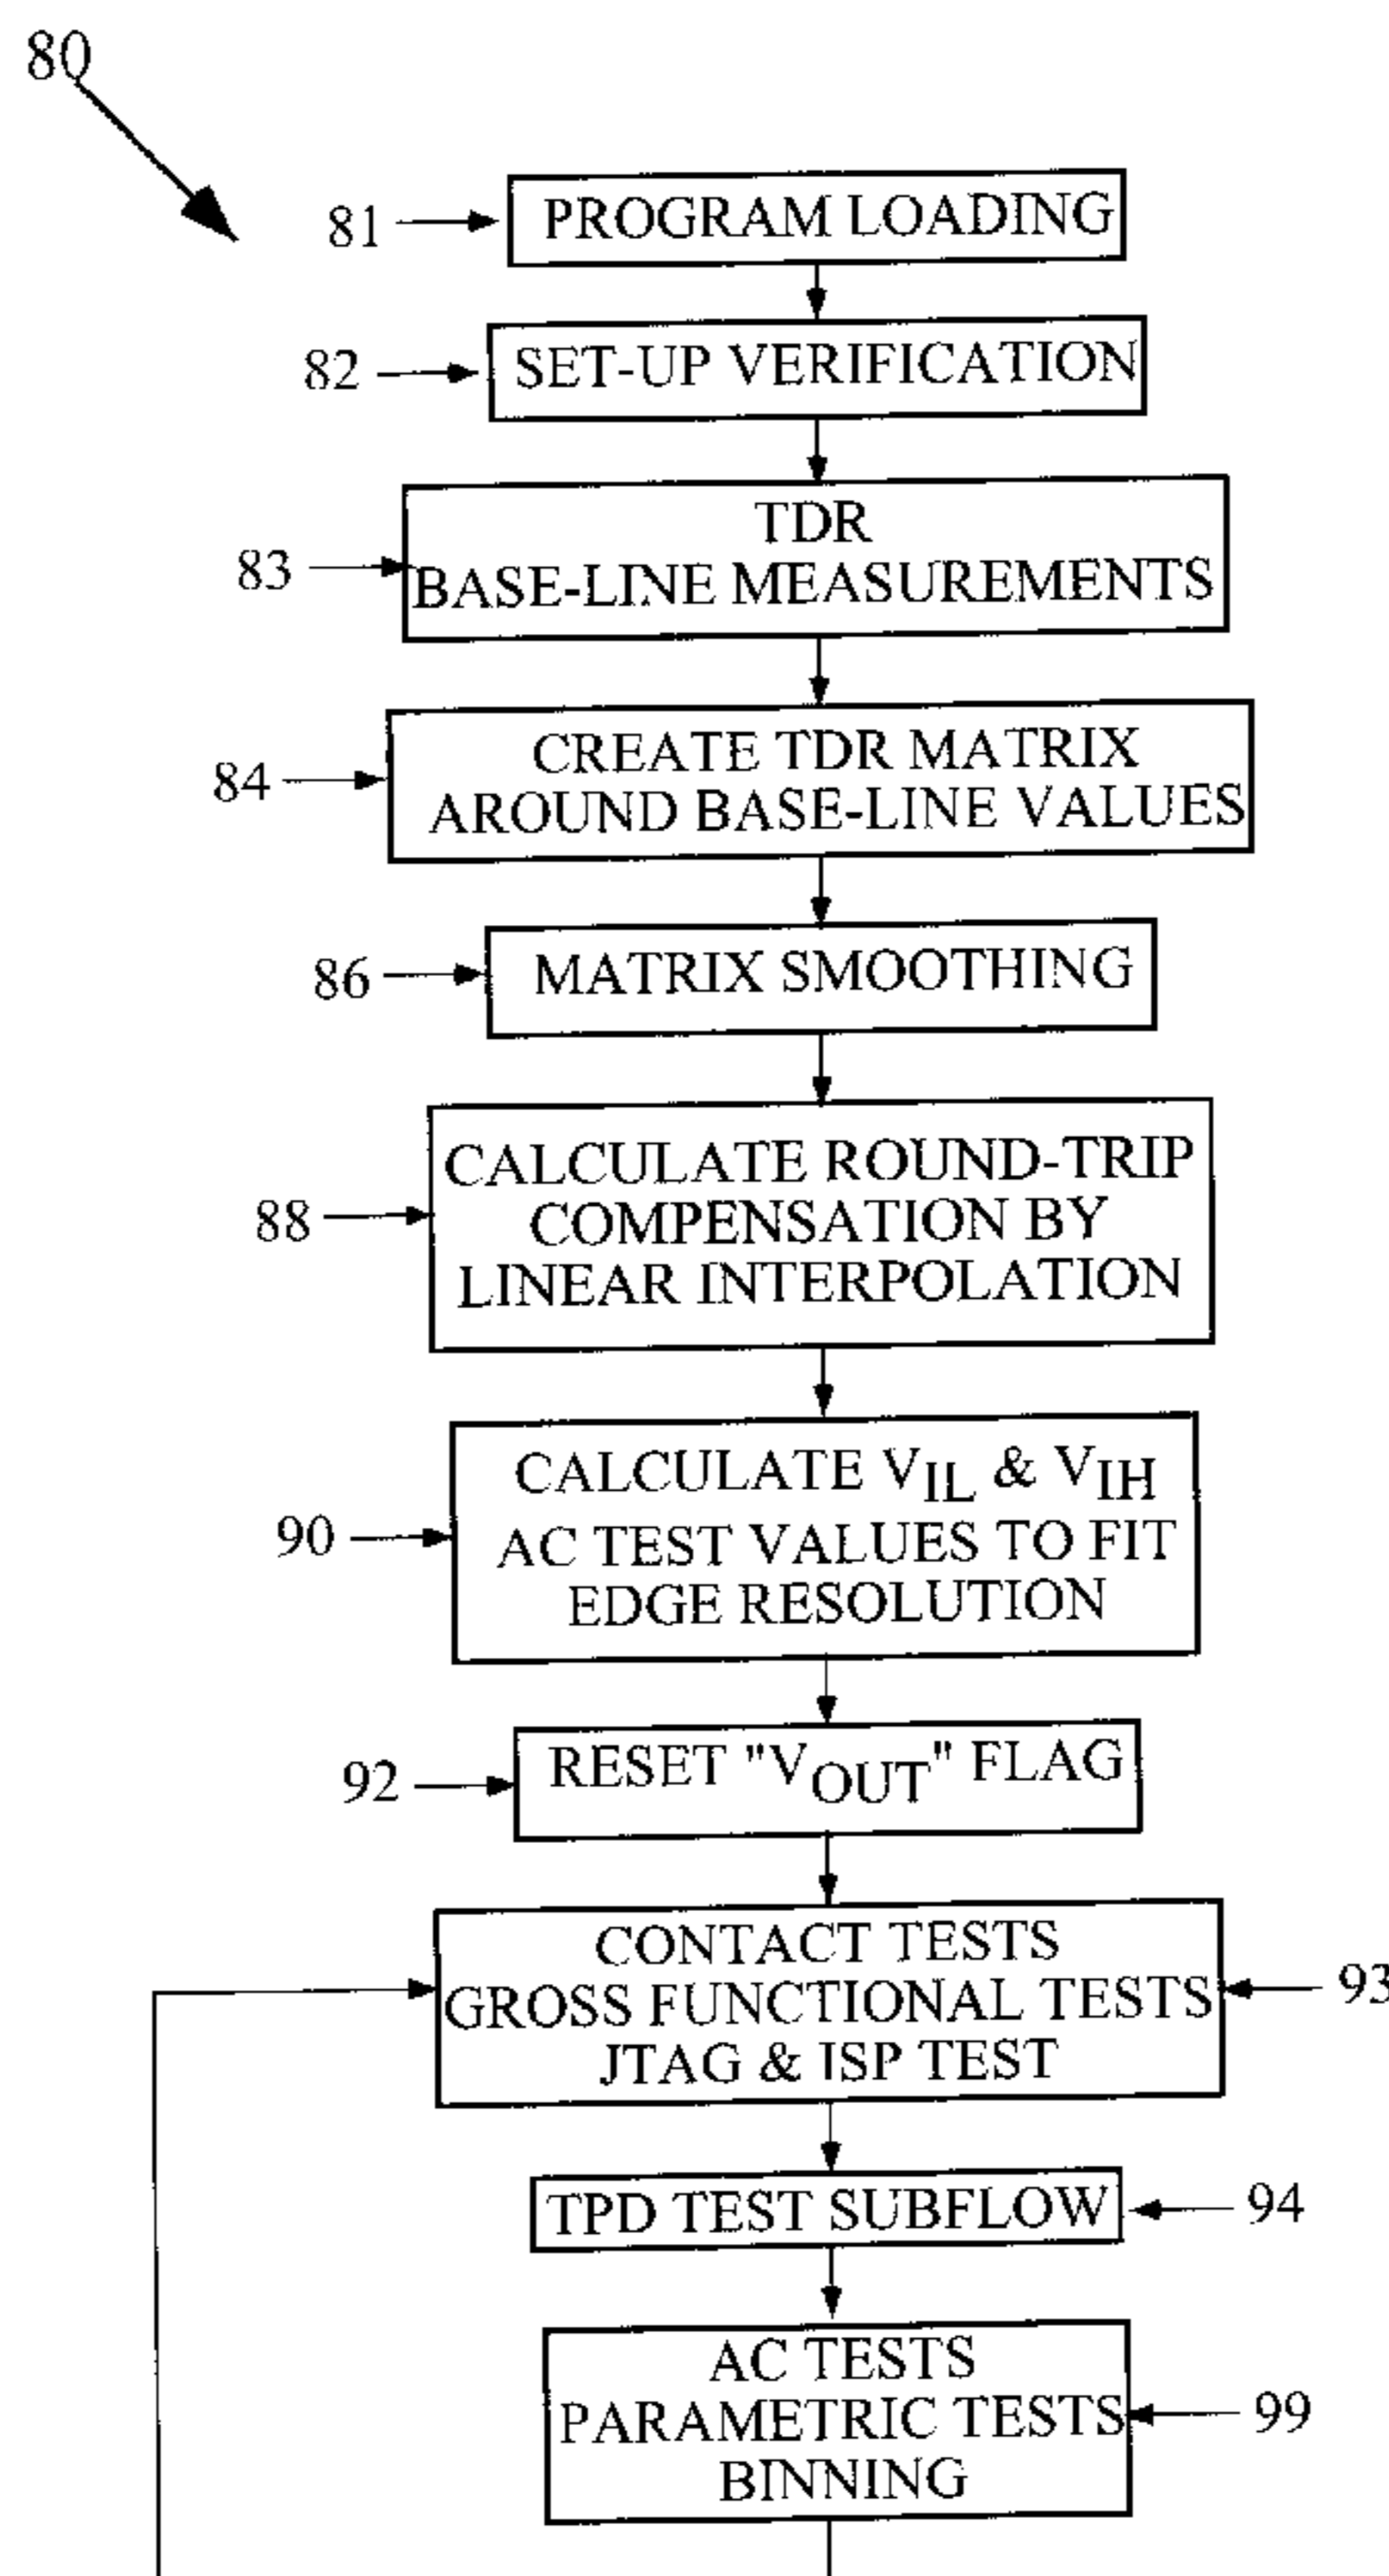 80
81 PROGRAM LOADING
82 SET-UP VERIFICATION
TDR
83 BASE-LINE MEASUREMENTS
84 CREATE TDR MATRIX
AROUND BASE-LINE VALUES
86 MATRIX SMOOTHING
CALCULATE ROUND-TRIP
88 COMPENSATION BY
LINEAR INTERPOLATION
CALCULATE VIL & VIH
90 AC TEST VALUES TO FIT
EDGE RESOLUTION
92 RESET "VOUT" FLAG
CONTACT TESTS
GROSS FUNCTIONAL TESTS 93
JTAG & ISP TEST
TPD TEST SUBFLOW 94
AC TESTS
PARAMETRIC TESTS 99
BINNING